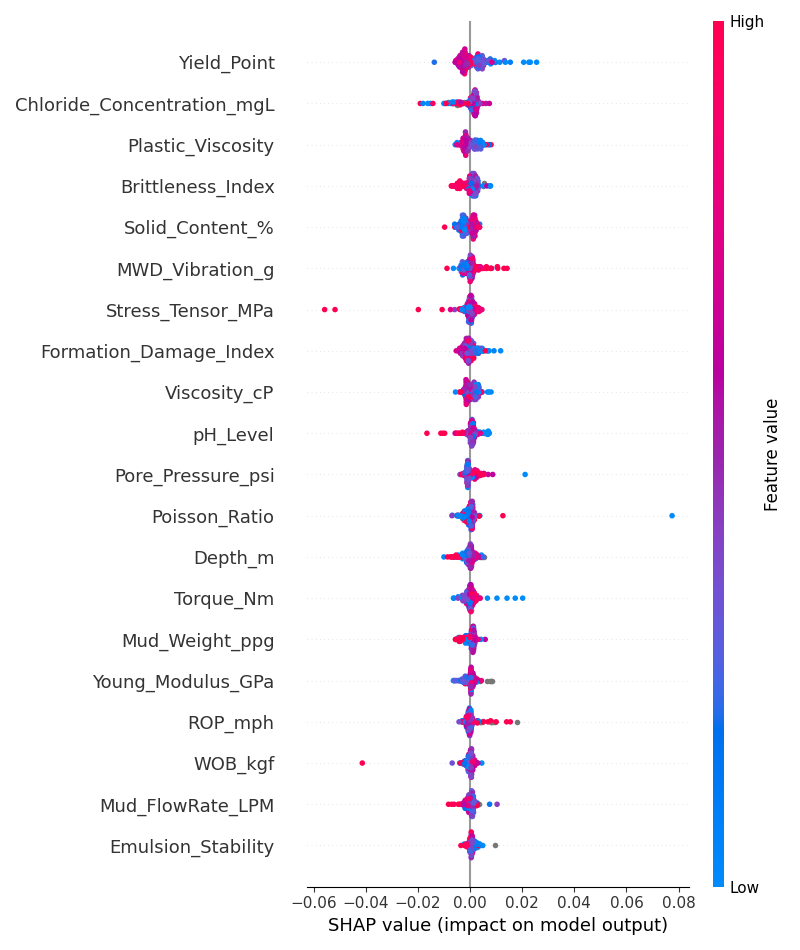 High
Yield_Point
Chloride_Concentration_mgL
Plastic_Viscosity
Brittleness_Index
Solid_Content_%
MWD_Vibration_g
Stress_Tensor_MPa
Formation_Damage_Index
Viscosity_cP
pH_Level
Pore_Pressure_psi
Poisson_Ratio
Depth_m
Torque_Nm
Mud_Weight_ppg
Young_Modulus_GPa
ROP_mph
WOB_kgf
Mud_FlowRate_LPM
Emulsion_Stability
Feature value
Low
−0.06 −0.04 −0.02 0.00 0.02 0.04 0.06 0.08
SHAP value (impact on model output)